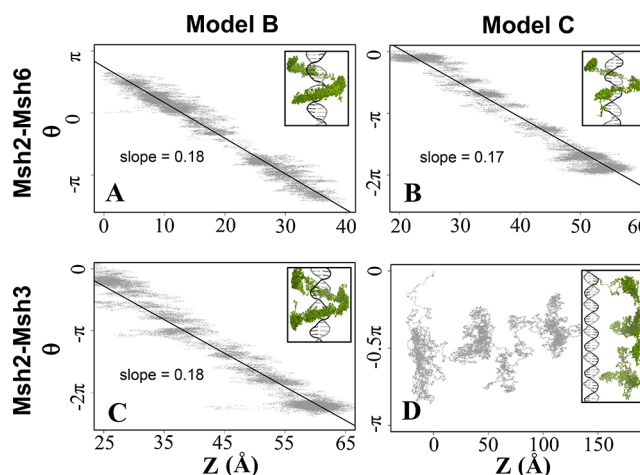 Model B
Model C
Msh2-Msh6
θ
π
0
-π
slope = 0.18
A
0 10 20 30 40
0
-π
-2π
slope = 0.17
B
20 30 40 50 60
Msh2-Msh3
θ
0
-π
-2π
slope = 0.18
C
25 35 45 55 65
Z (Å)
0
-0.5π
-π
D
0 50 100 150
Z (Å)